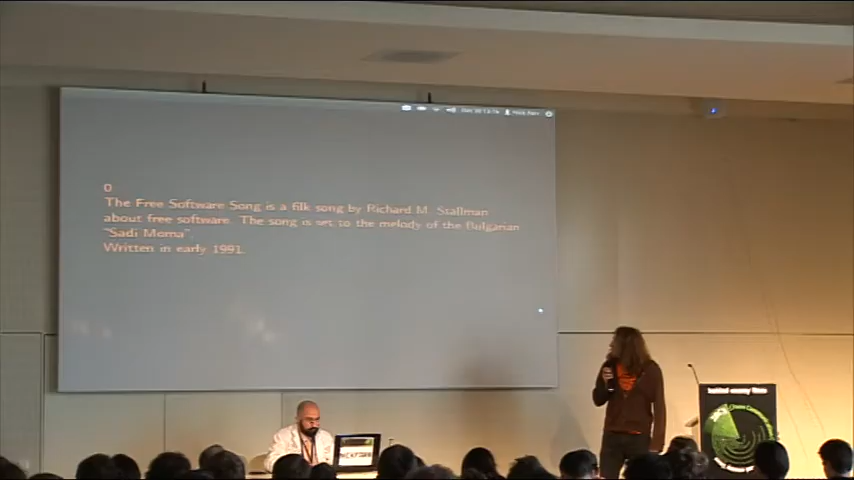 0
The Free Software Song is a filk song by Richard M. Stallman
about free software. The song is set to the melody of the Bulgarian
"Sadi Moma".
Written in early 1991.